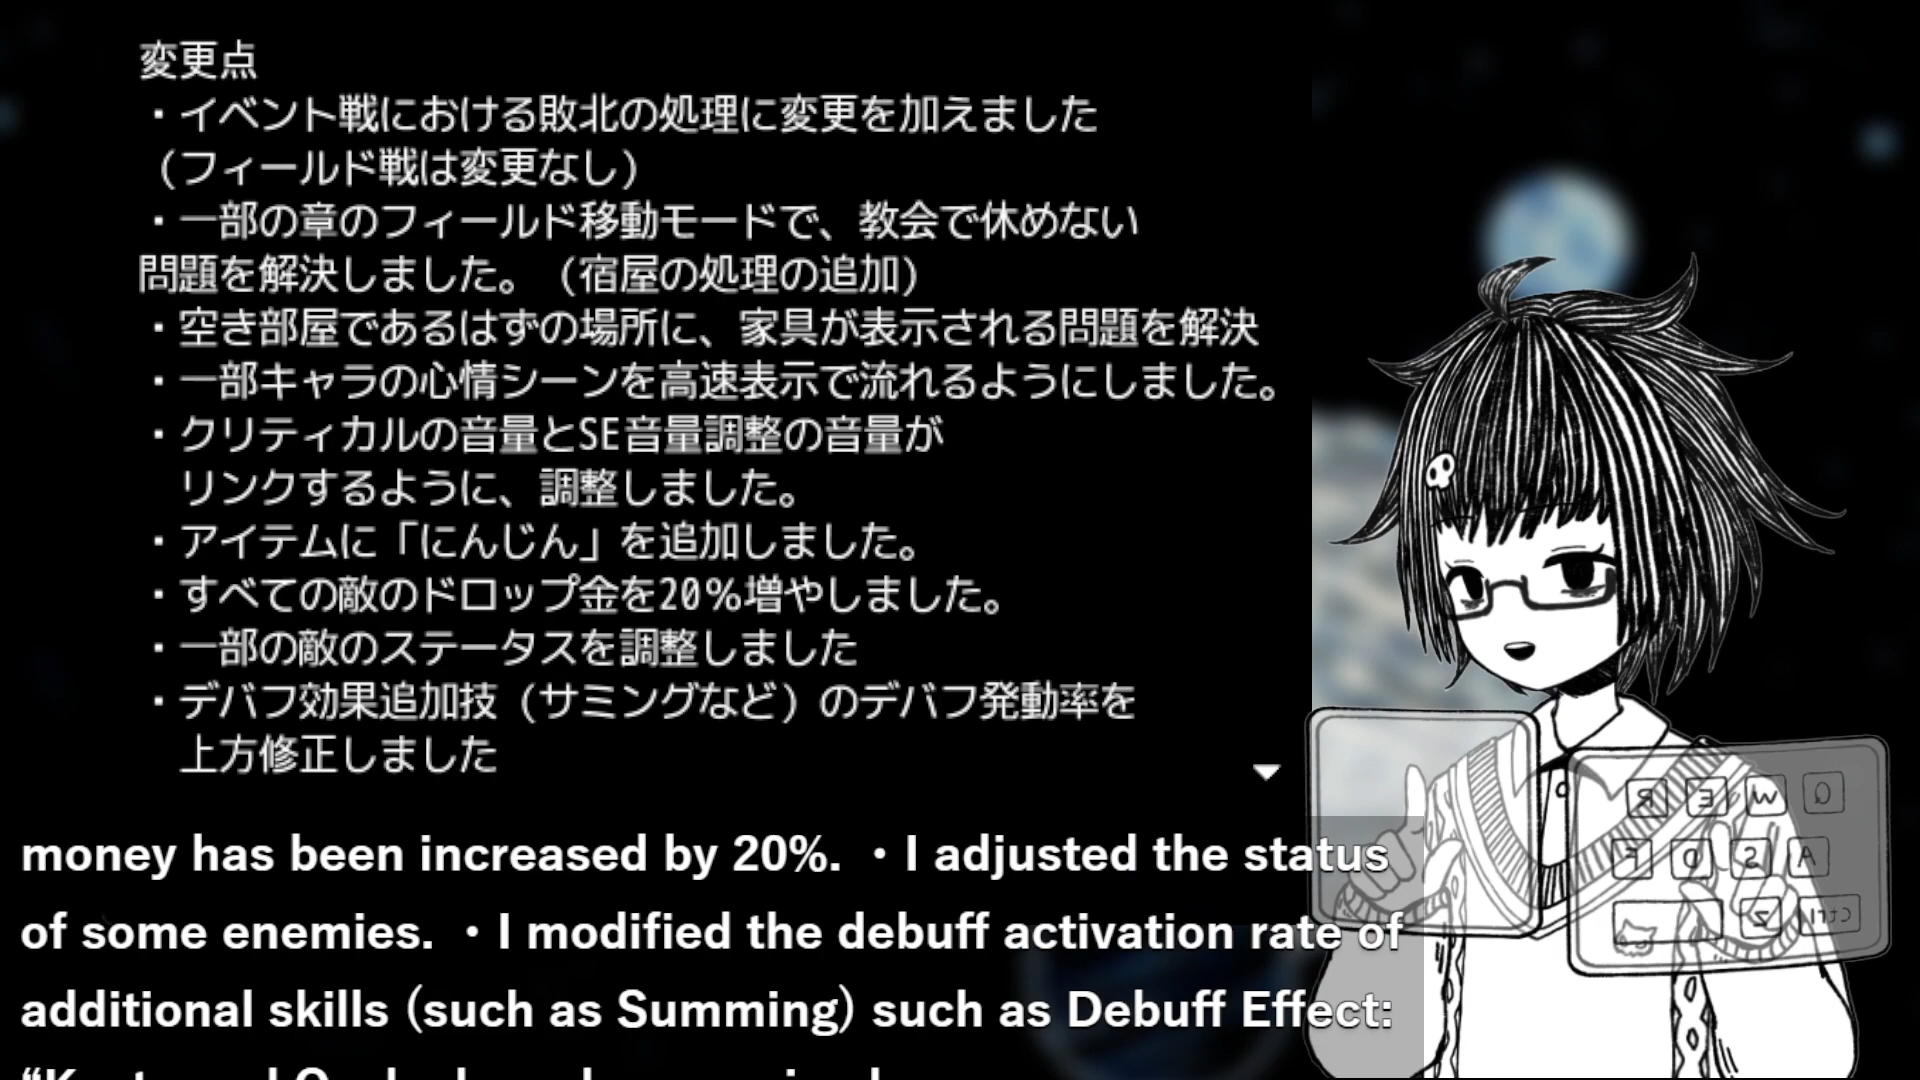 変更点
・イベント戦における敗北の処理に変更を加えました
（フィールド戦は変更なし）
・一部の章のフィールド移動モードで、教会で休めない
問題を解決しました。（宿屋の処理の追加）
・空き部屋であるはずの場所に、家具が表示される問題を解決
・一部キャラの心情シーンを高速表示で流れるようにしました。
・クリティカルの音量とSE音量調整の音量が
リンクするように、調整しました。
・アイテムに「にんじん」を追加しました。
・すべての敵のドロップ金を20％増やしました。
・一部の敵のステータスを調整しました
・デバフ効果追加技（サミングなど）のデバフ発動率を
上方修正しました
money has been increased by 20%. ・I adjusted the status
of some enemies. ・I modified the debuff activation rate of
additional skills (such as Summing) such as Debuff Effect:
Q W E R
A S D F
Z Ctrl